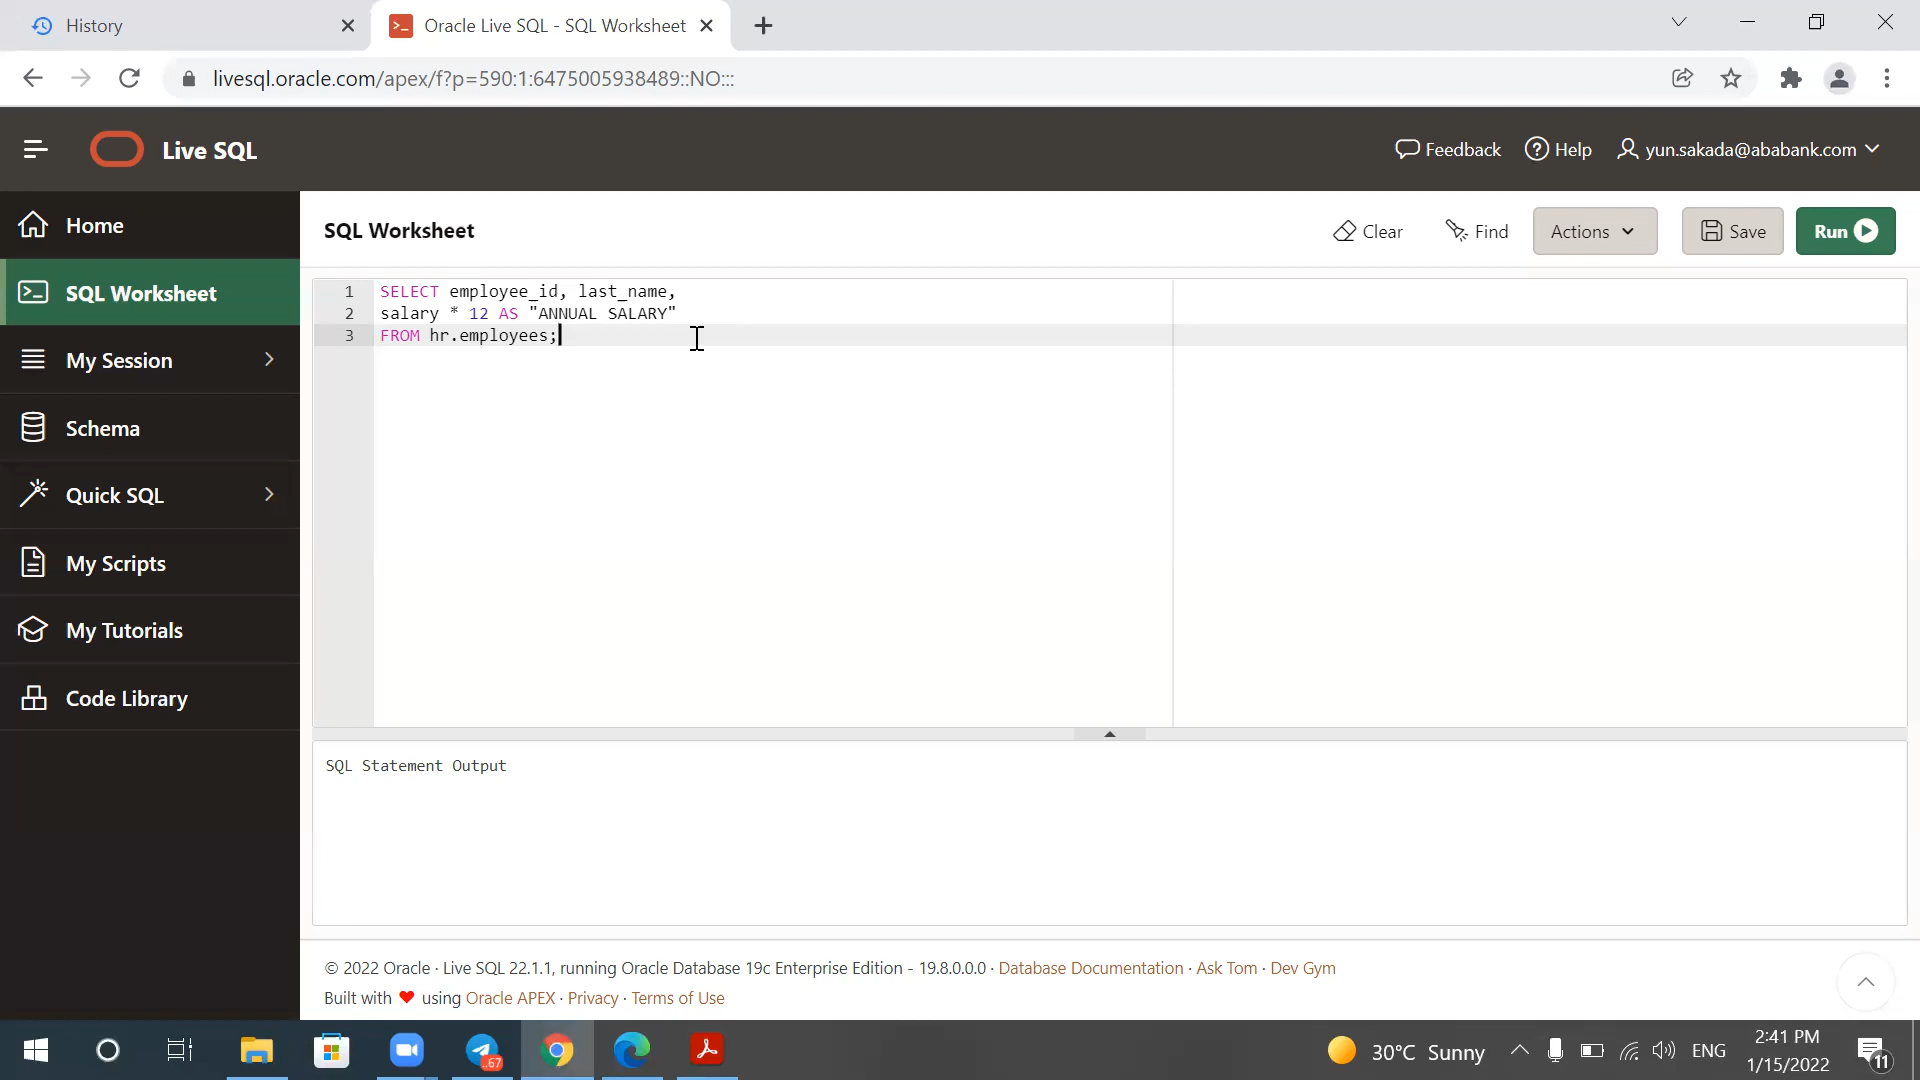 History
Oracle Live SQL - SQL Worksheet
livesql.oracle.com/apex/f?p=590:1:6475005938489::NO:::
Live SQL
Feedback
Help
yun.sakada@ababank.com
Home
SQL Worksheet
My Session
Schema
Quick SQL
My Scripts
My Tutorials
Code Library
SQL Worksheet
Clear
Find
Actions
Save
Run
1 SELECT employee_id, last_name,
2 salary * 12 AS "ANNUAL SALARY"
3 FROM hr.employees;
SQL Statement Output
© 2022 Oracle · Live SQL 22.1.1, running Oracle Database 19c Enterprise Edition - 19.8.0.0.0 · Database Documentation · Ask Tom · Dev Gym
Built with ❤ using Oracle APEX · Privacy · Terms of Use
..67
30°C Sunny
ENG
2:41 PM
1/15/2022
11